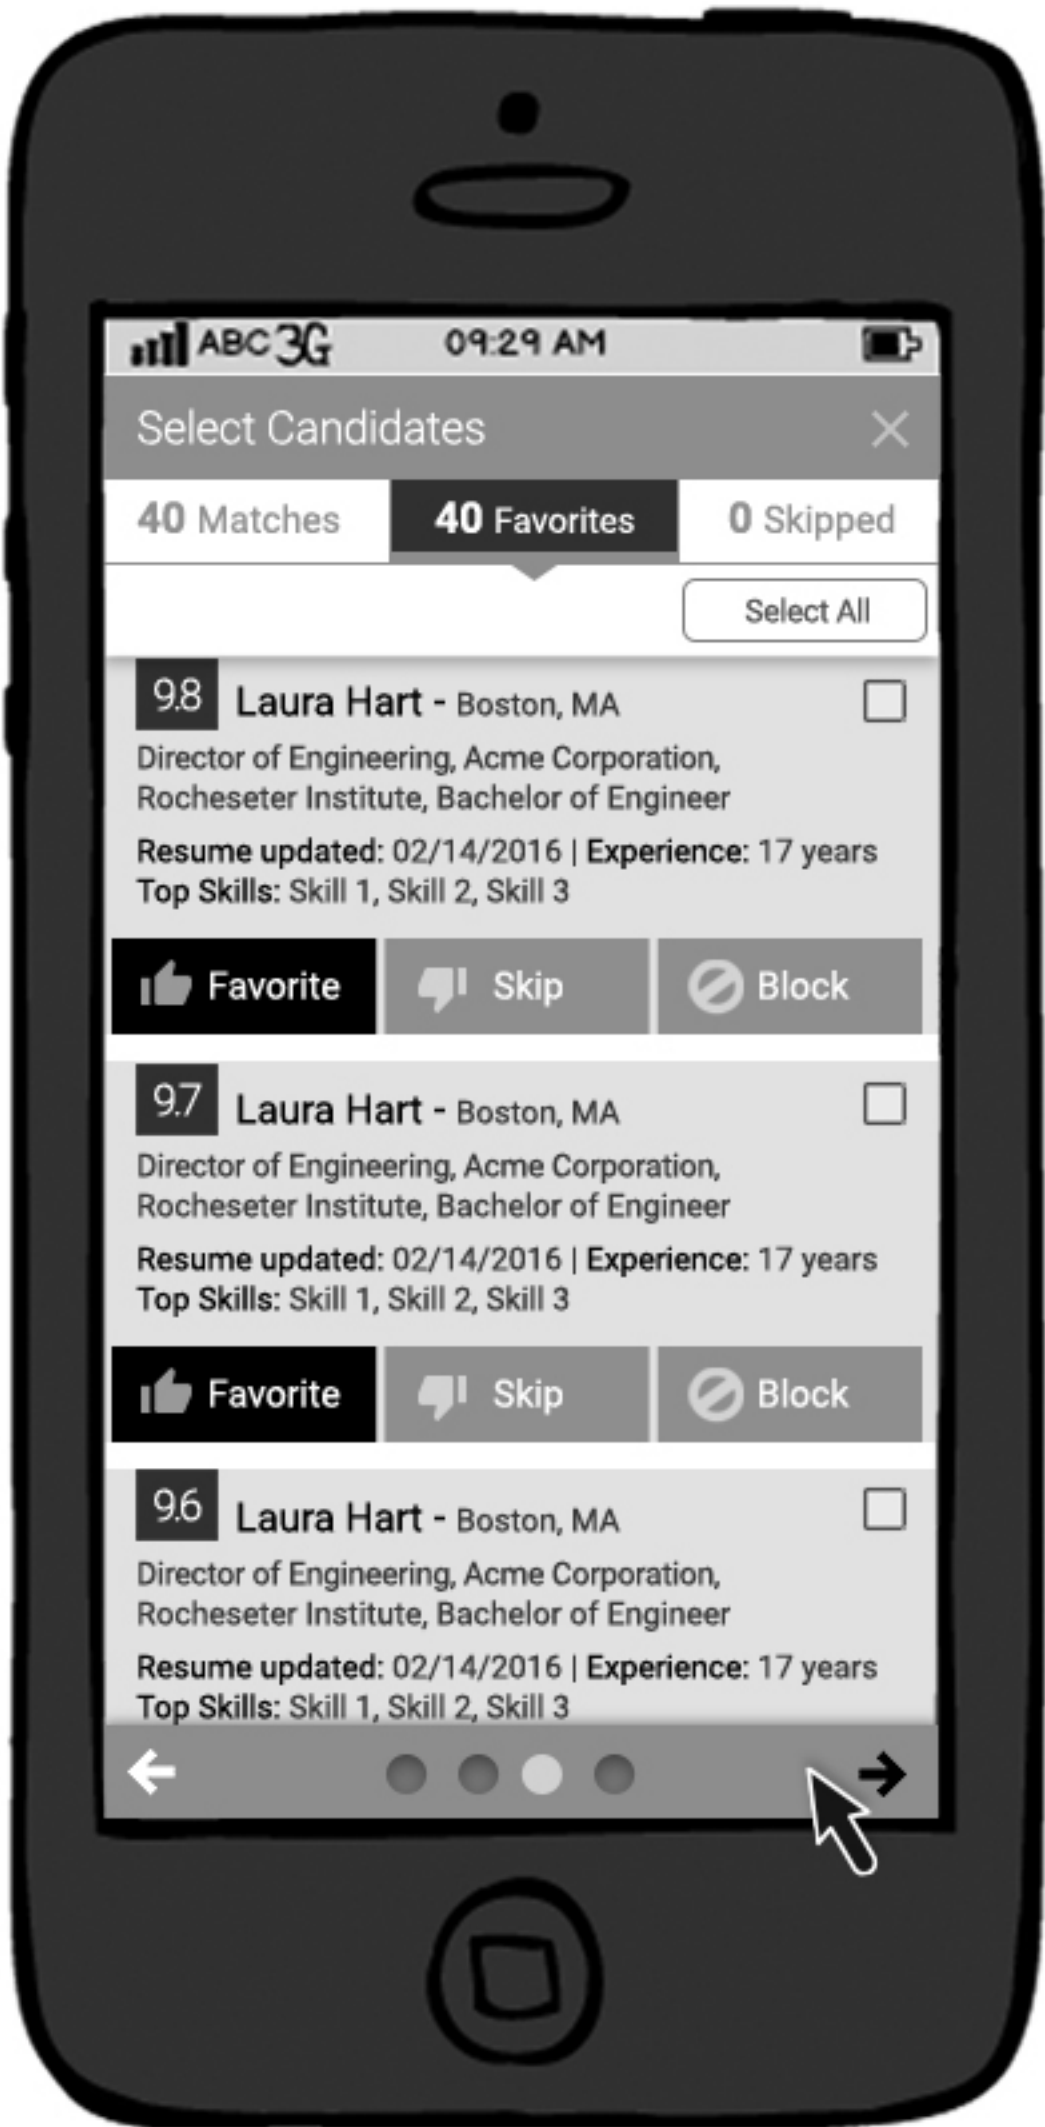 ABC 3G 09:29 AM
Select Candidates
40 Matches 40 Favorites 0 Skipped
Select All
9.8 Laura Hart - Boston, MA
Director of Engineering, Acme Corporation,
Rocheseter Institute, Bachelor of Engineer
Resume updated: 02/14/2016 | Experience: 17 years
Top Skills: Skill 1, Skill 2, Skill 3
Favorite Skip Block
9.7 Laura Hart - Boston, MA
Director of Engineering, Acme Corporation,
Rocheseter Institute, Bachelor of Engineer
Resume updated: 02/14/2016 | Experience: 17 years
Top Skills: Skill 1, Skill 2, Skill 3
Favorite Skip Block
9.6 Laura Hart - Boston, MA
Director of Engineering, Acme Corporation,
Rocheseter Institute, Bachelor of Engineer
Resume updated: 02/14/2016 | Experience: 17 years
Top Skills: Skill 1, Skill 2, Skill 3